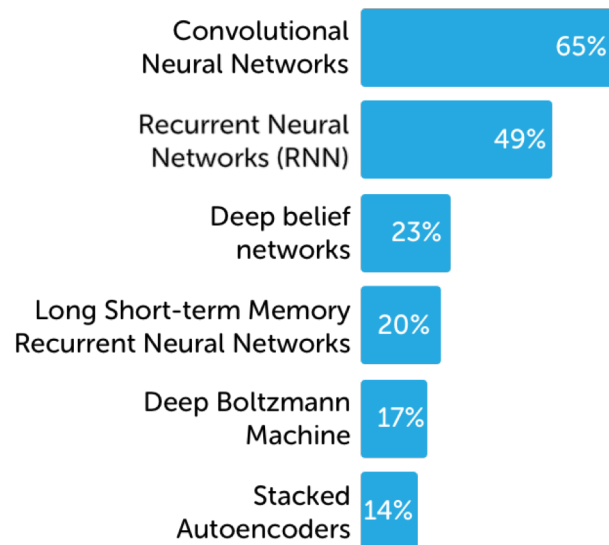 Convolutional
Neural Networks
65%
Recurrent Neural
Networks (RNN)
49%
Deep belief
networks
23%
Long Short-term Memory
Recurrent Neural Networks
20%
Deep Boltzmann
Machine
17%
Stacked
Autoencoders
14%